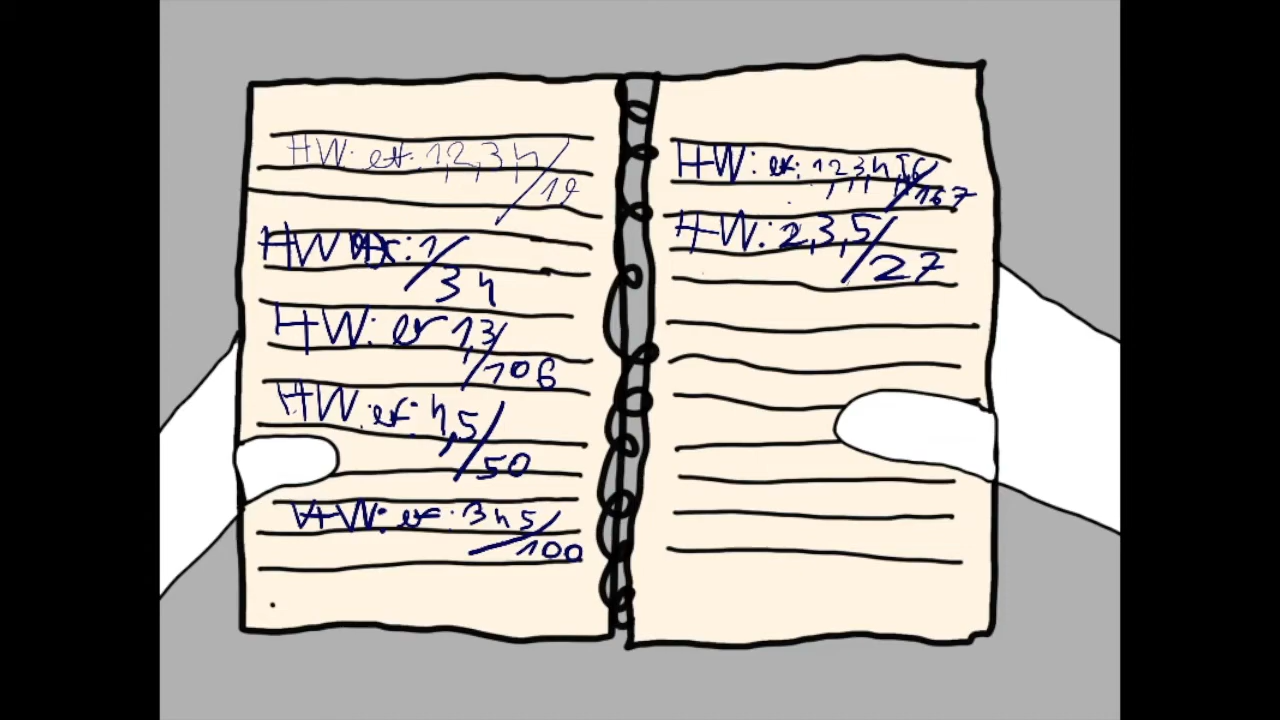 HW: ex: 1,2,3,4/19
HW ex: 1/34
HW: ex 1,3/106
HW: ex: 4,5/50
HW: ex: 3 4 5/100
HW: ex: 1,2,3,4,5,6/167
HW: 2,3,5/27